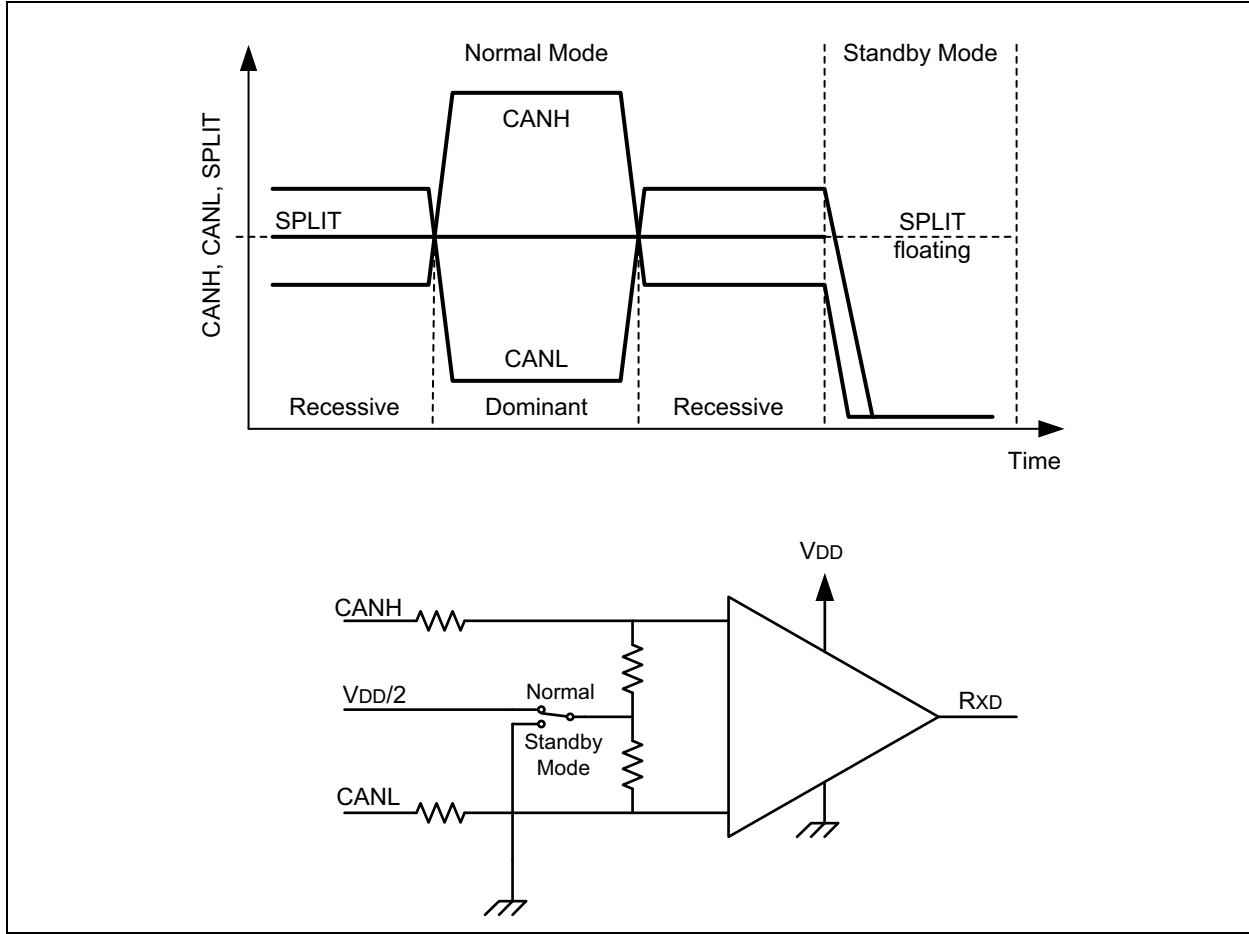 Normal Mode
Standby Mode
CANH, CANL, SPLIT
CANH
SPLIT
SPLIT
floating
CANL
Recessive
Dominant
Recessive
Time
VDD
CANH
VDD/2
Normal
Standby
Mode
RXD
CANL